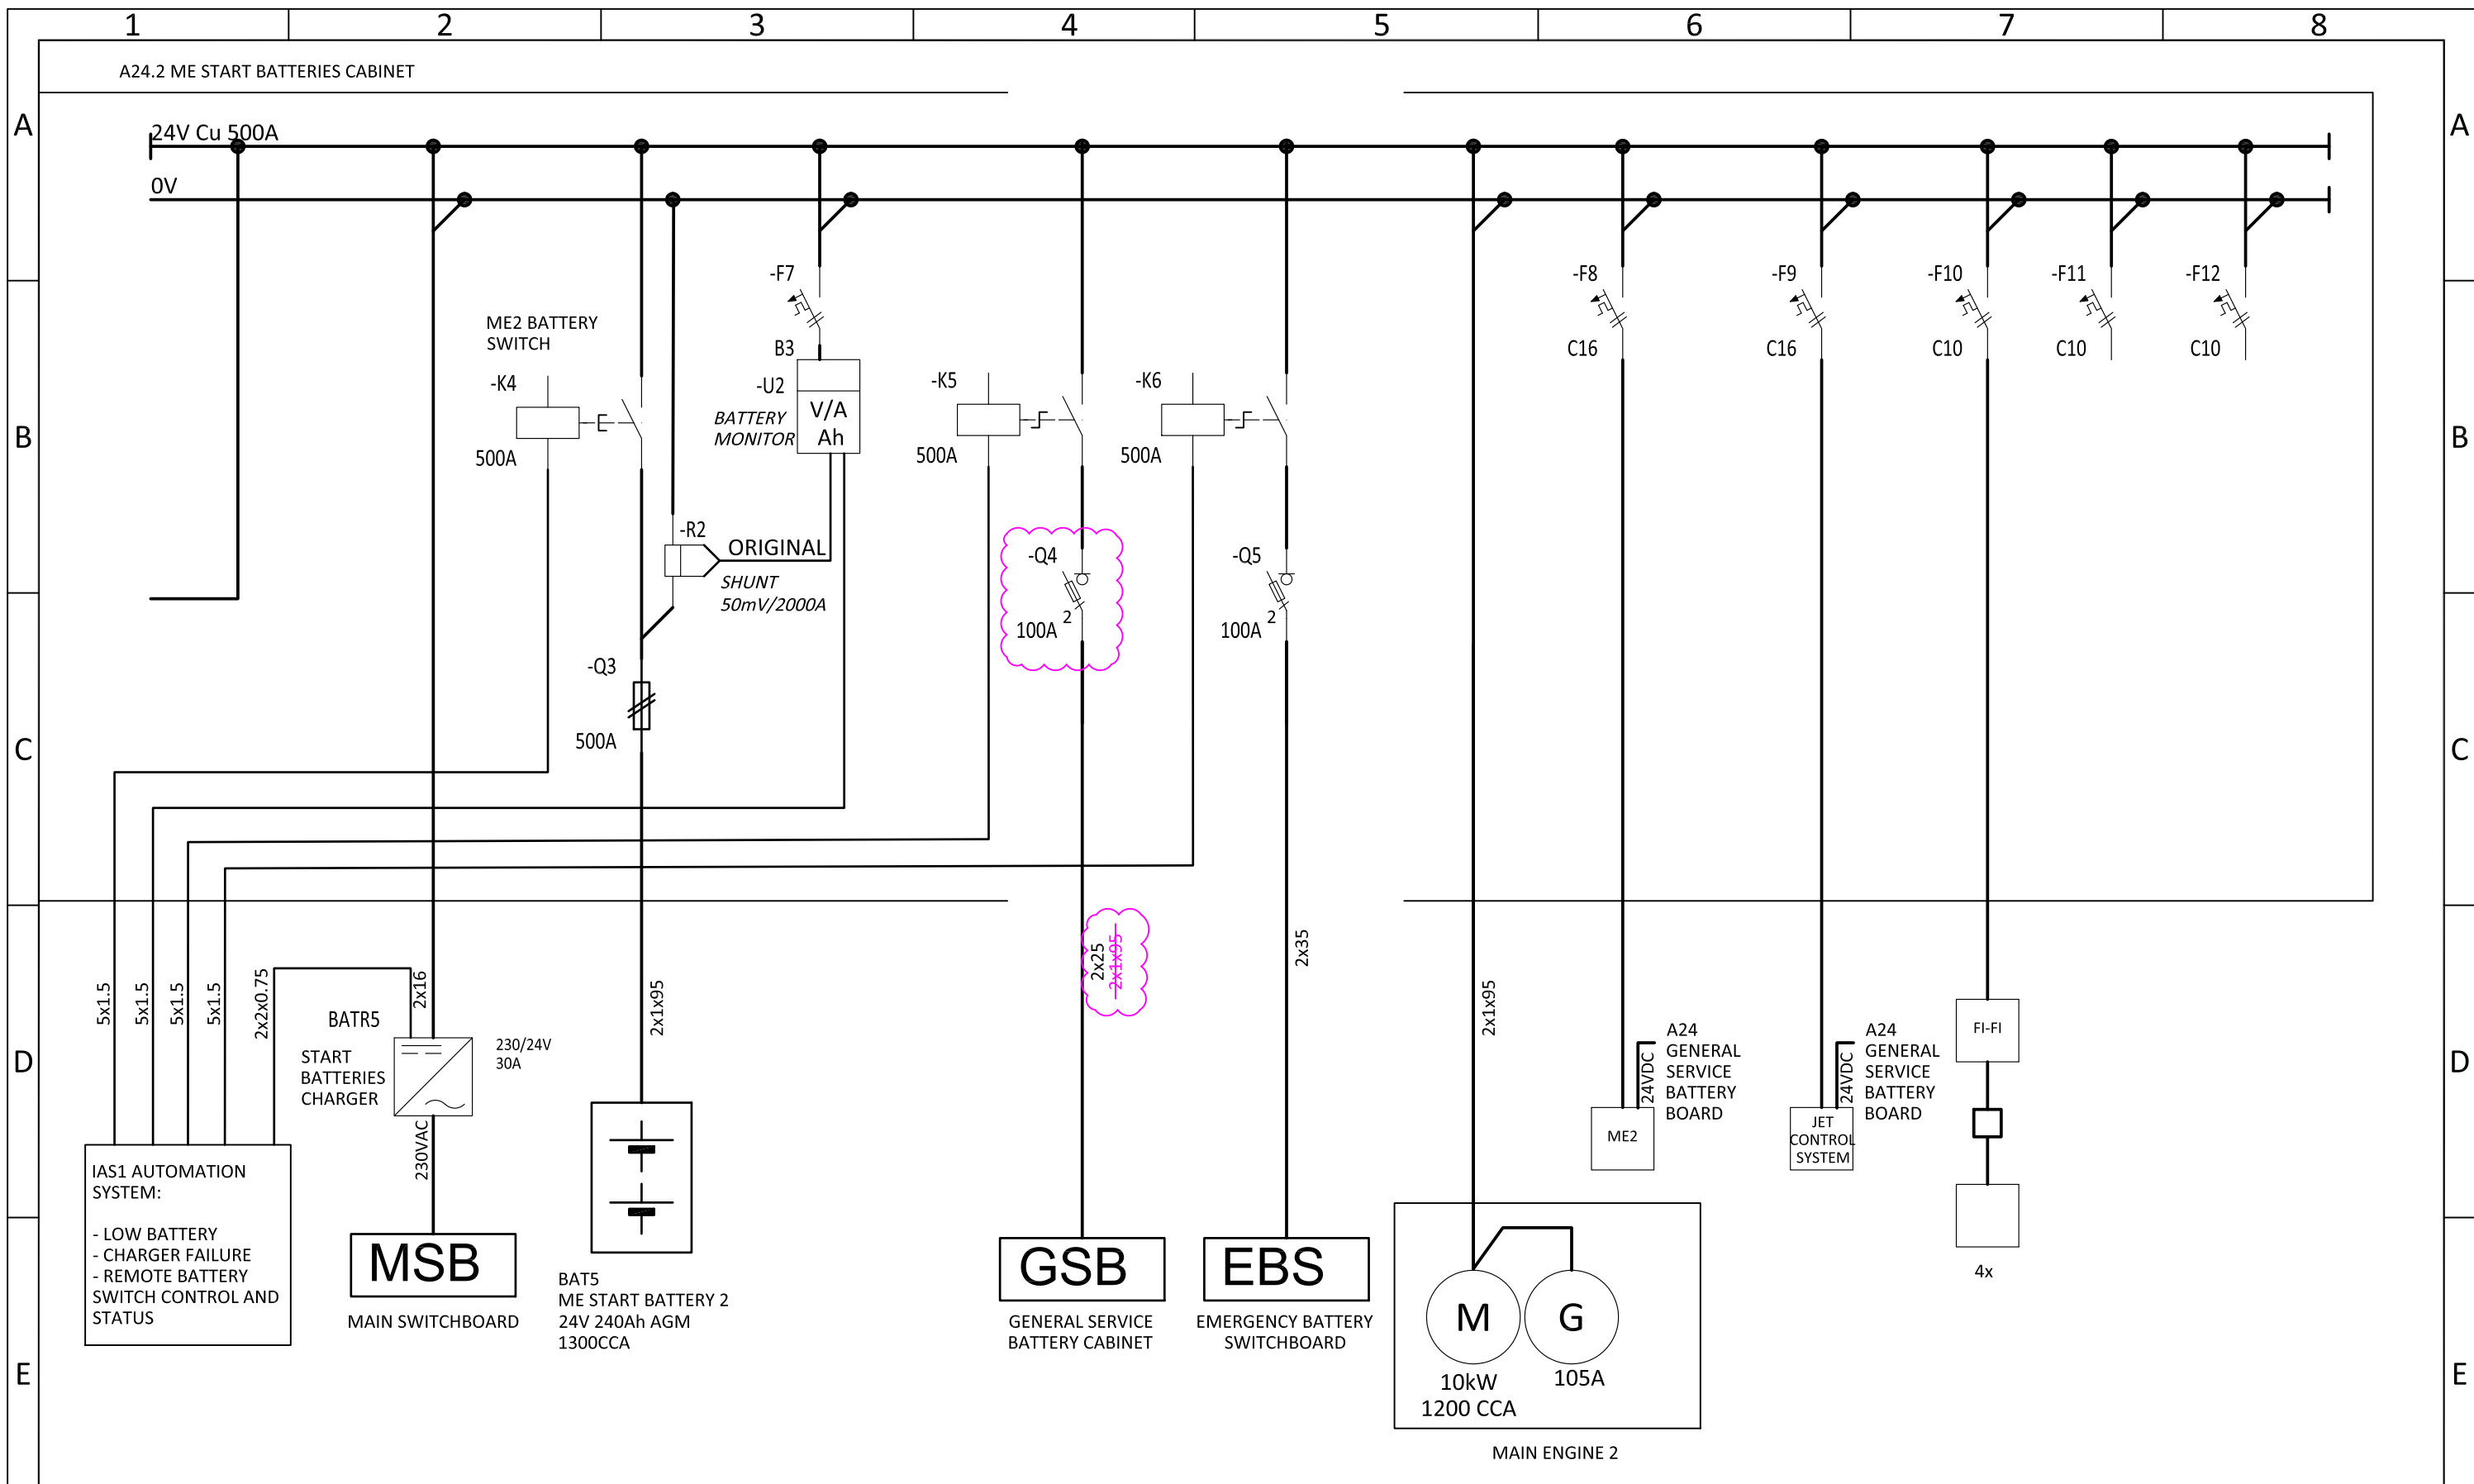 1 2 3 4 5 6 7 8
A24.2 ME START BATTERIES CABINET
A A
24V Cu 500A
0V
-F7
-F8
-F9
-F10
-F11
-F12
ME2 BATTERY
SWITCH
B3
C16
C16
C10
C10
C10
-K4
-U2
-K5
-K6
V/A
Ah
BATTERY
MONITOR
B B
500A
500A
500A
-R2
ORIGINAL
SHUNT
50mV/2000A
-Q4
2
100A
-Q5
2
100A
-Q3
500A
C C
5x1.5
5x1.5
5x1.5
5x1.5
2x2x0.75
2x16
2x1x95
2x25
2x1x95
2x35
2x1x95
BATR5
START
BATTERIES
CHARGER
230/24V
30A
230VAC
24VDC
A24
GENERAL
SERVICE
BATTERY
BOARD
24VDC
A24
GENERAL
SERVICE
BATTERY
BOARD
FI-FI
D D
ME2
JET
CONTROL
SYSTEM
IAS1 AUTOMATION
SYSTEM:
- LOW BATTERY
- CHARGER FAILURE
- REMOTE BATTERY
SWITCH CONTROL AND
STATUS
MSB
MAIN SWITCHBOARD
BAT5
ME START BATTERY 2
24V 240Ah AGM
1300CCA
GSB
GENERAL SERVICE
BATTERY CABINET
EBS
EMERGENCY BATTERY
SWITCHBOARD
M
G
10kW
1200 CCA
105A
4x
E E
MAIN ENGINE 2